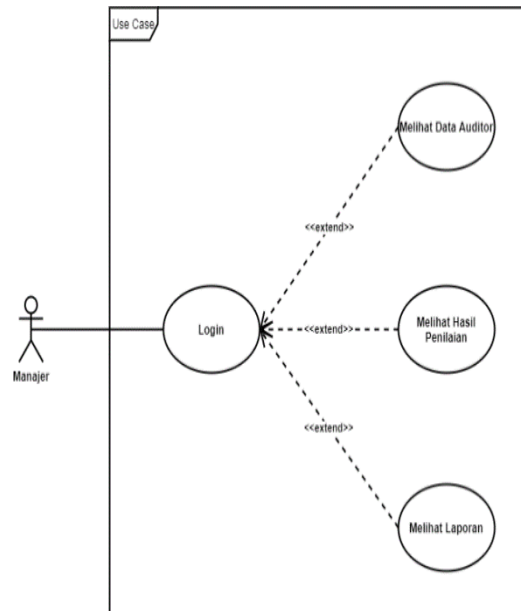 Use Case
Melihat Data Auditor
<<extend>>
Login
<<extend>>
Melihat Hasil
Penilaian
Manajer
<<extend>>
Melihat Laporan